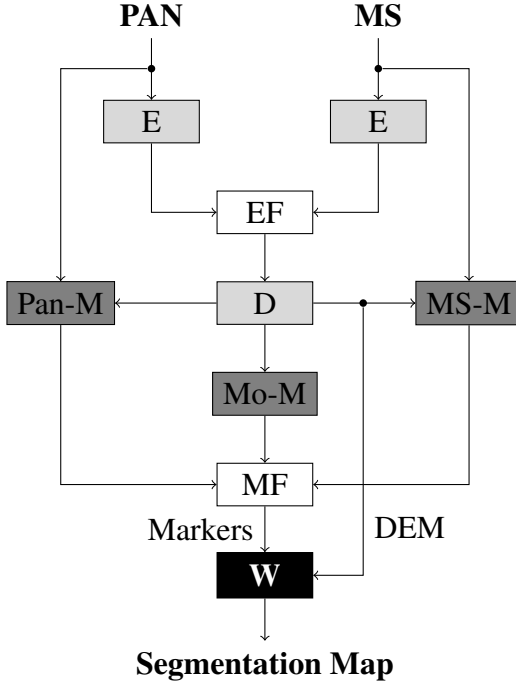 PAN MS
E E
EF
Pan-M D MS-M
Mo-M
MF
Markers DEM
W
Segmentation Map